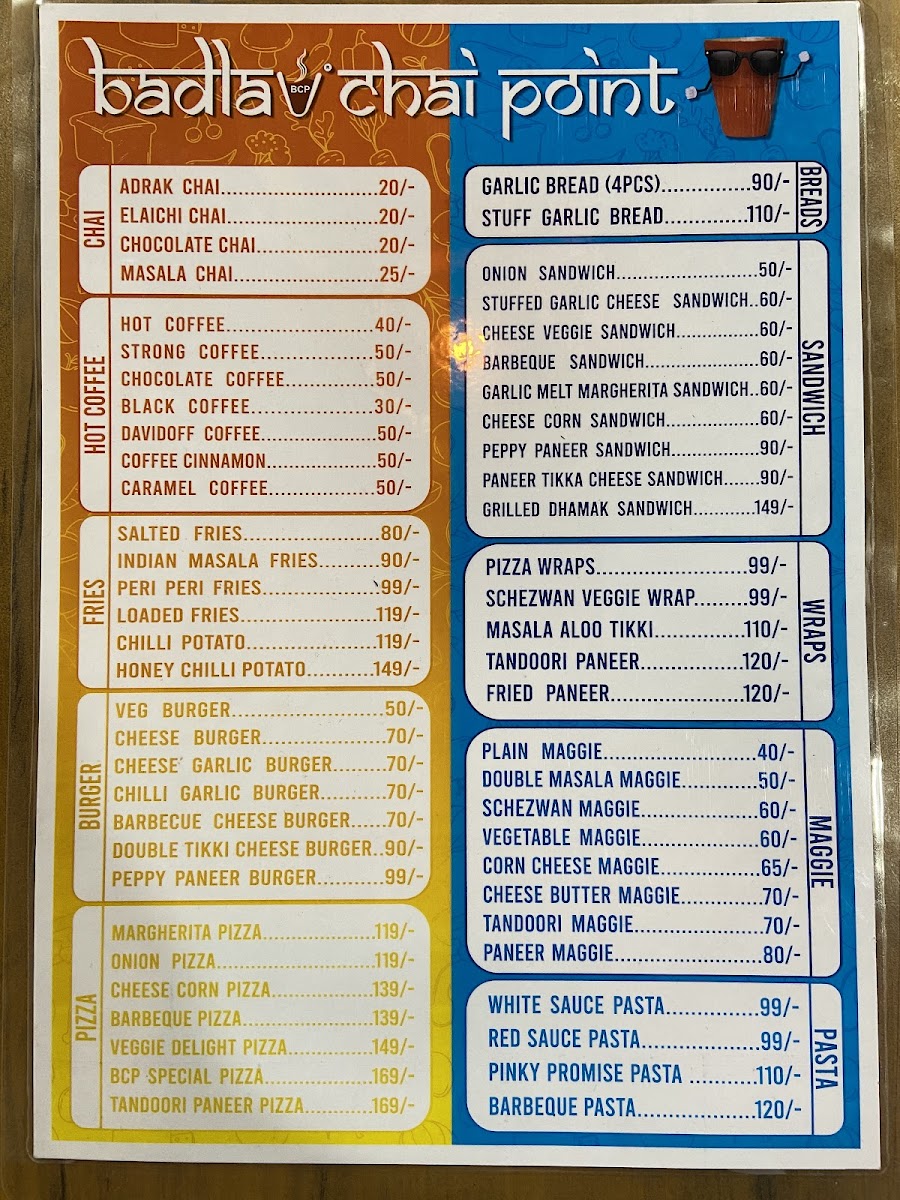 badlav chai point
BCP
CHAI
ADRAK CHAI....................20/-
ELAICHI CHAI....................20/-
CHOCOLATE CHAI................20/-
MASALA CHAI....................25/-
HOT COFFEE
HOT COFFEE....................40/-
STRONG COFFEE................50/-
CHOCOLATE COFFEE............50/-
BLACK COFFEE................30/-
DAVIDOFF COFFEE................50/-
COFFEE CINNAMON................50/-
CARAMEL COFFEE................50/-
FRIES
SALTED FRIES....................80/-
INDIAN MASALA FRIES.........90/-
PERI PERI FRIES................99/-
LOADED FRIES....................119/-
CHILLI POTATO....................119/-
HONEY CHILLI POTATO..........149/-
BURGER
VEG BURGER....................50/-
CHEESE BURGER................70/-
CHEESE GARLIC BURGER........70/-
CHILLI GARLIC BURGER..........70/-
BARBECUE CHEESE BURGER......70/-
DOUBLE TIKKI CHEESE BURGER..90/-
PEPPY PANEER BURGER...........99/-
PIZZA
MARGHERITA PIZZA................119/-
ONION PIZZA....................119/-
CHEESE CORN PIZZA...............139/-
BARBEQUE PIZZA................139/-
VEGGIE DELIGHT PIZZA............149/-
BCP SPECIAL PIZZA................169/-
TANDOORI PANEER PIZZA...........169/-
BREADS
GARLIC BREAD (4PCS)..............90/-
STUFF GARLIC BREAD.............110/-
SANDWICH
ONION SANDWICH....................50/-
STUFFED GARLIC CHEESE SANDWICH..60/-
CHEESE VEGGIE SANDWICH............60/-
BARBEQUE SANDWICH................60/-
GARLIC MELT MARGHERITA SANDWICH..60/-
CHEESE CORN SANDWICH.............60/-
PEPPY PANEER SANDWICH............90/-
PANEER TIKKA CHEESE SANDWICH......90/-
GRILLED DHAMAK SANDWICH............149/-
WRAPS
PIZZA WRAPS....................99/-
SCHEZWAN VEGGIE WRAP.........99/-
MASALA ALOO TIKKI...............110/-
TANDOORI PANEER................120/-
FRIED PANEER....................120/-
MAGGIE
PLAIN MAGGIE....................40/-
DOUBLE MASALA MAGGIE............50/-
SCHEZWAN MAGGIE................60/-
VEGETABLE MAGGIE................60/-
CORN CHEESE MAGGIE..............65/-
CHEESE BUTTER MAGGIE............70/-
TANDOORI MAGGIE................70/-
PANEER MAGGIE....................80/-
PASTA
WHITE SAUCE PASTA...............99/-
RED SAUCE PASTA................99/-
PINKY PROMISE PASTA ...........110/-
BARBEQUE PASTA................120/-